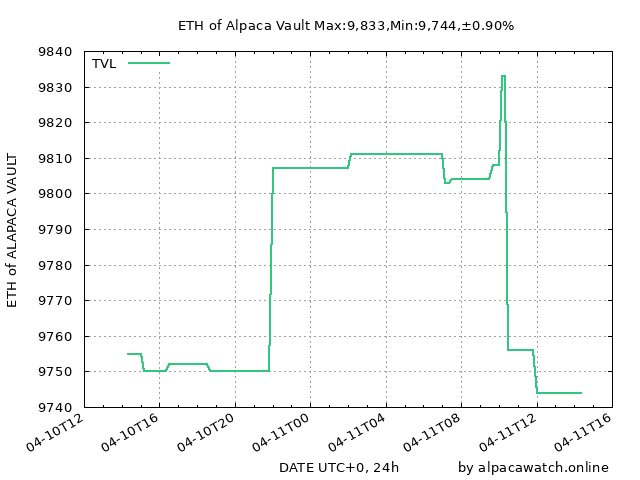 ETH of Alpaca Vault Max:9,833,Min:9,744,±0.90%
TVL
9840
9830
9820
9810
9800
9790
9780
9770
9760
9750
9740
ETH of ALAPACA VAULT
04-10T12
04-10T16
04-10T20
04-11T00
04-11T04
04-11T08
04-11T12
04-11T16
DATE UTC+0, 24h
by alpacawatch.online